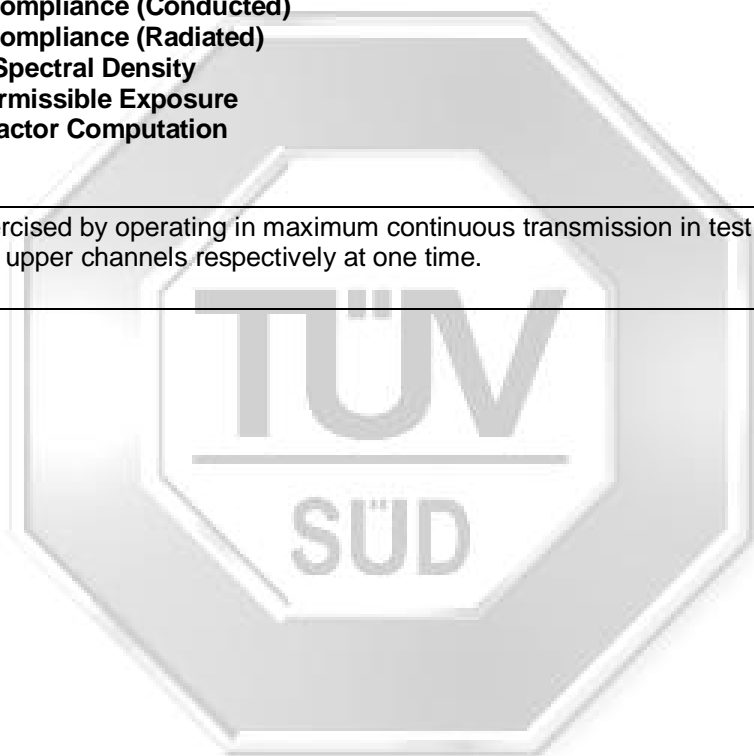 ompliance (Conducted)
ompliance (Radiated)
Spectral Density
rmissible Exposure
actor Computation
rcised by operating in maximum continuous transmission in test
upper channels respectively at one time.
TÜV
SÜD